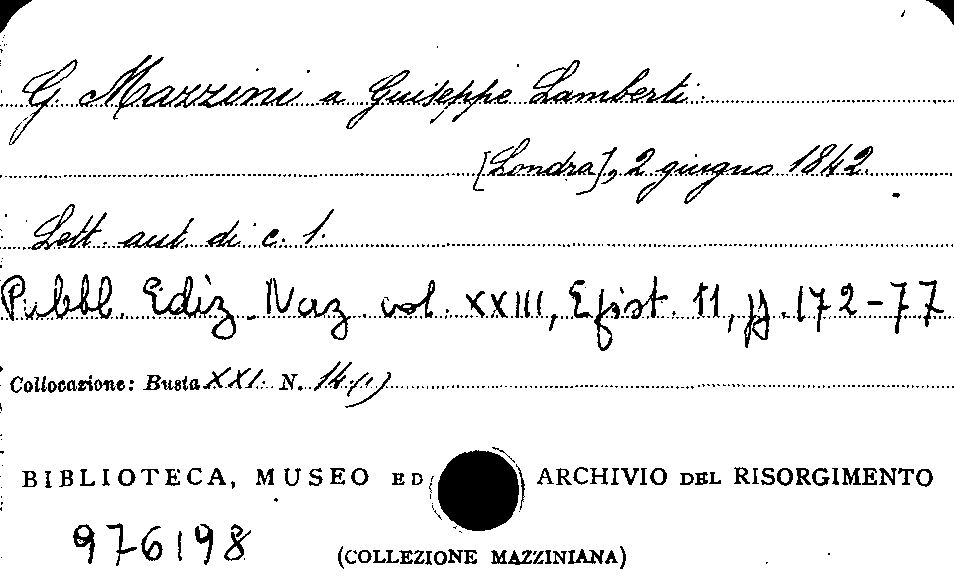 G. Mazzini a Giuseppe Lamberti.
[Londra], 2 giugno 1842.
Lett. aut. di c. 1.
Pubbl. Ediz. Naz. vol. XXIII, Epist. 11, pp. 172-77
Collocazione: Busta XXI. N. 14(1)
BIBLIOTECA, MUSEO ED ARCHIVIO DEL RISORGIMENTO
976198
(COLLEZIONE MAZZINIANA)